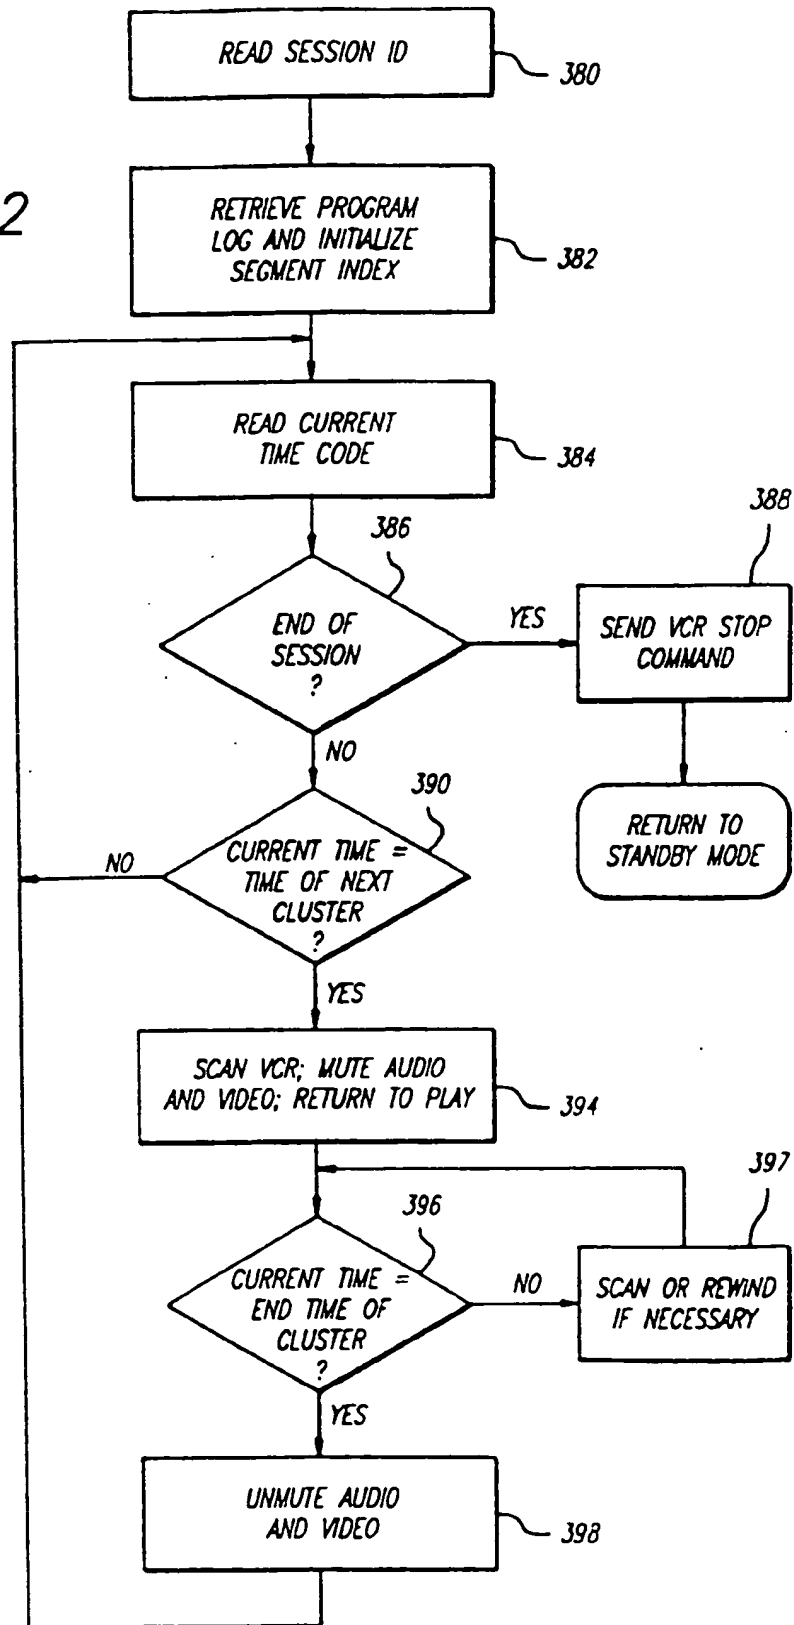 READ SESSION ID
380
2
RETRIEVE PROGRAM
LOG AND INITIALIZE
SEGMENT INDEX
382
READ CURRENT
TIME CODE
384
386
388
END OF
SESSION
?
YES
SEND VCR STOP
COMMAND
NO
390
RETURN TO
STANDBY MODE
CURRENT TIME =
TIME OF NEXT
CLUSTER
?
NO
YES
SCAN VCR; MUTE AUDIO
AND VIDEO; RETURN TO PLAY
394
397
396
CURRENT TIME =
END TIME OF
CLUSTER
?
NO
SCAN OR REWIND
IF NECESSARY
YES
UNMUTE AUDIO
AND VIDEO
398